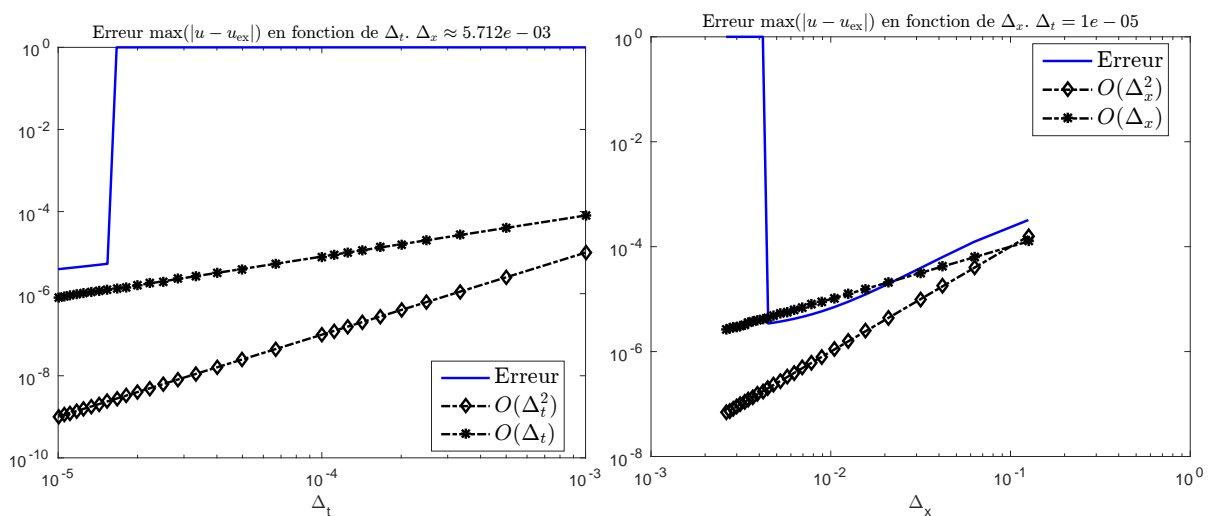 Erreur max(|u − u_ex|) en fonction de Δ_t. Δ_x ≈ 5.712e − 03
10^0
10^-2
10^-4
10^-6
10^-8
10^-10
10^-5
10^-4
10^-3
Δ_t
Erreur
O(Δ_t^2)
O(Δ_t)
Erreur max(|u − u_ex|) en fonction de Δ_x. Δ_t = 1e − 05
10^0
10^-2
10^-4
10^-6
10^-8
10^-3
10^-2
10^-1
10^0
Δ_x
Erreur
O(Δ_x^2)
O(Δ_x)